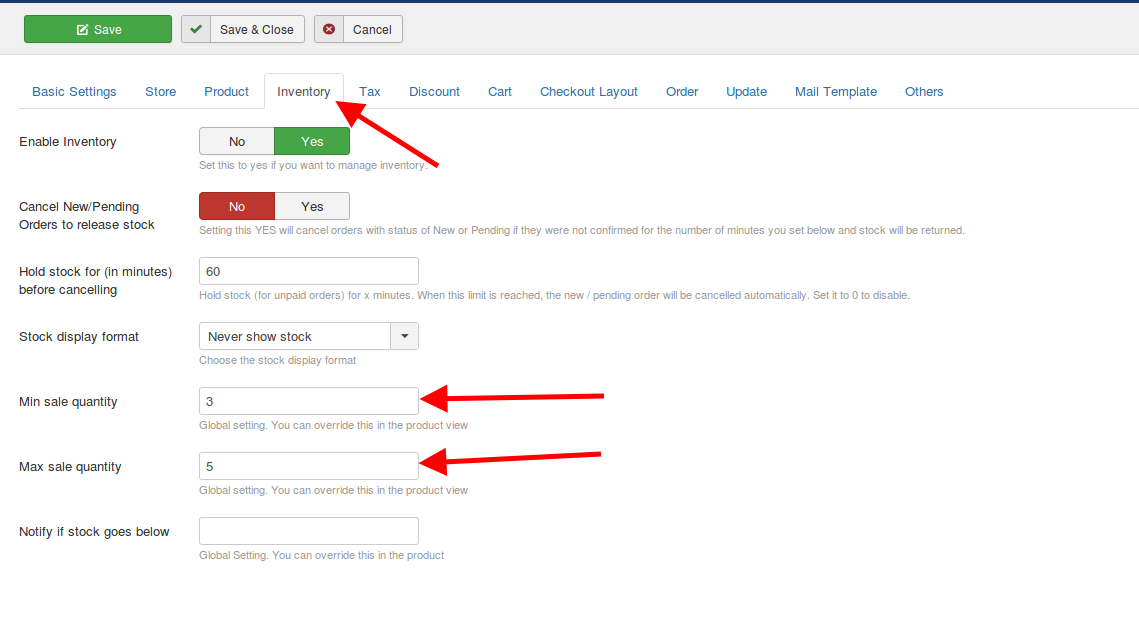 Save
Save & Close
Cancel
Basic Settings
Store
Product
Inventory
Tax
Discount
Cart
Checkout Layout
Order
Update
Mail Template
Others
Enable Inventory
No
Yes
Set this to yes if you want to manage inventory.
Cancel New/Pending
Orders to release stock
No
Yes
Setting this YES will cancel orders with status of New or Pending if they were not confirmed for the number of minutes you set below and stock will be returned.
Hold stock for (in minutes)
before cancelling
60
Hold stock (for unpaid orders) for x minutes. When this limit is reached, the new / pending order will be cancelled automatically. Set it to 0 to disable.
Stock display format
Never show stock
Choose the stock display format
Min sale quantity
3
Global setting. You can override this in the product view
Max sale quantity
5
Global setting. You can override this in the product view
Notify if stock goes below
Global Setting. You can override this in the product